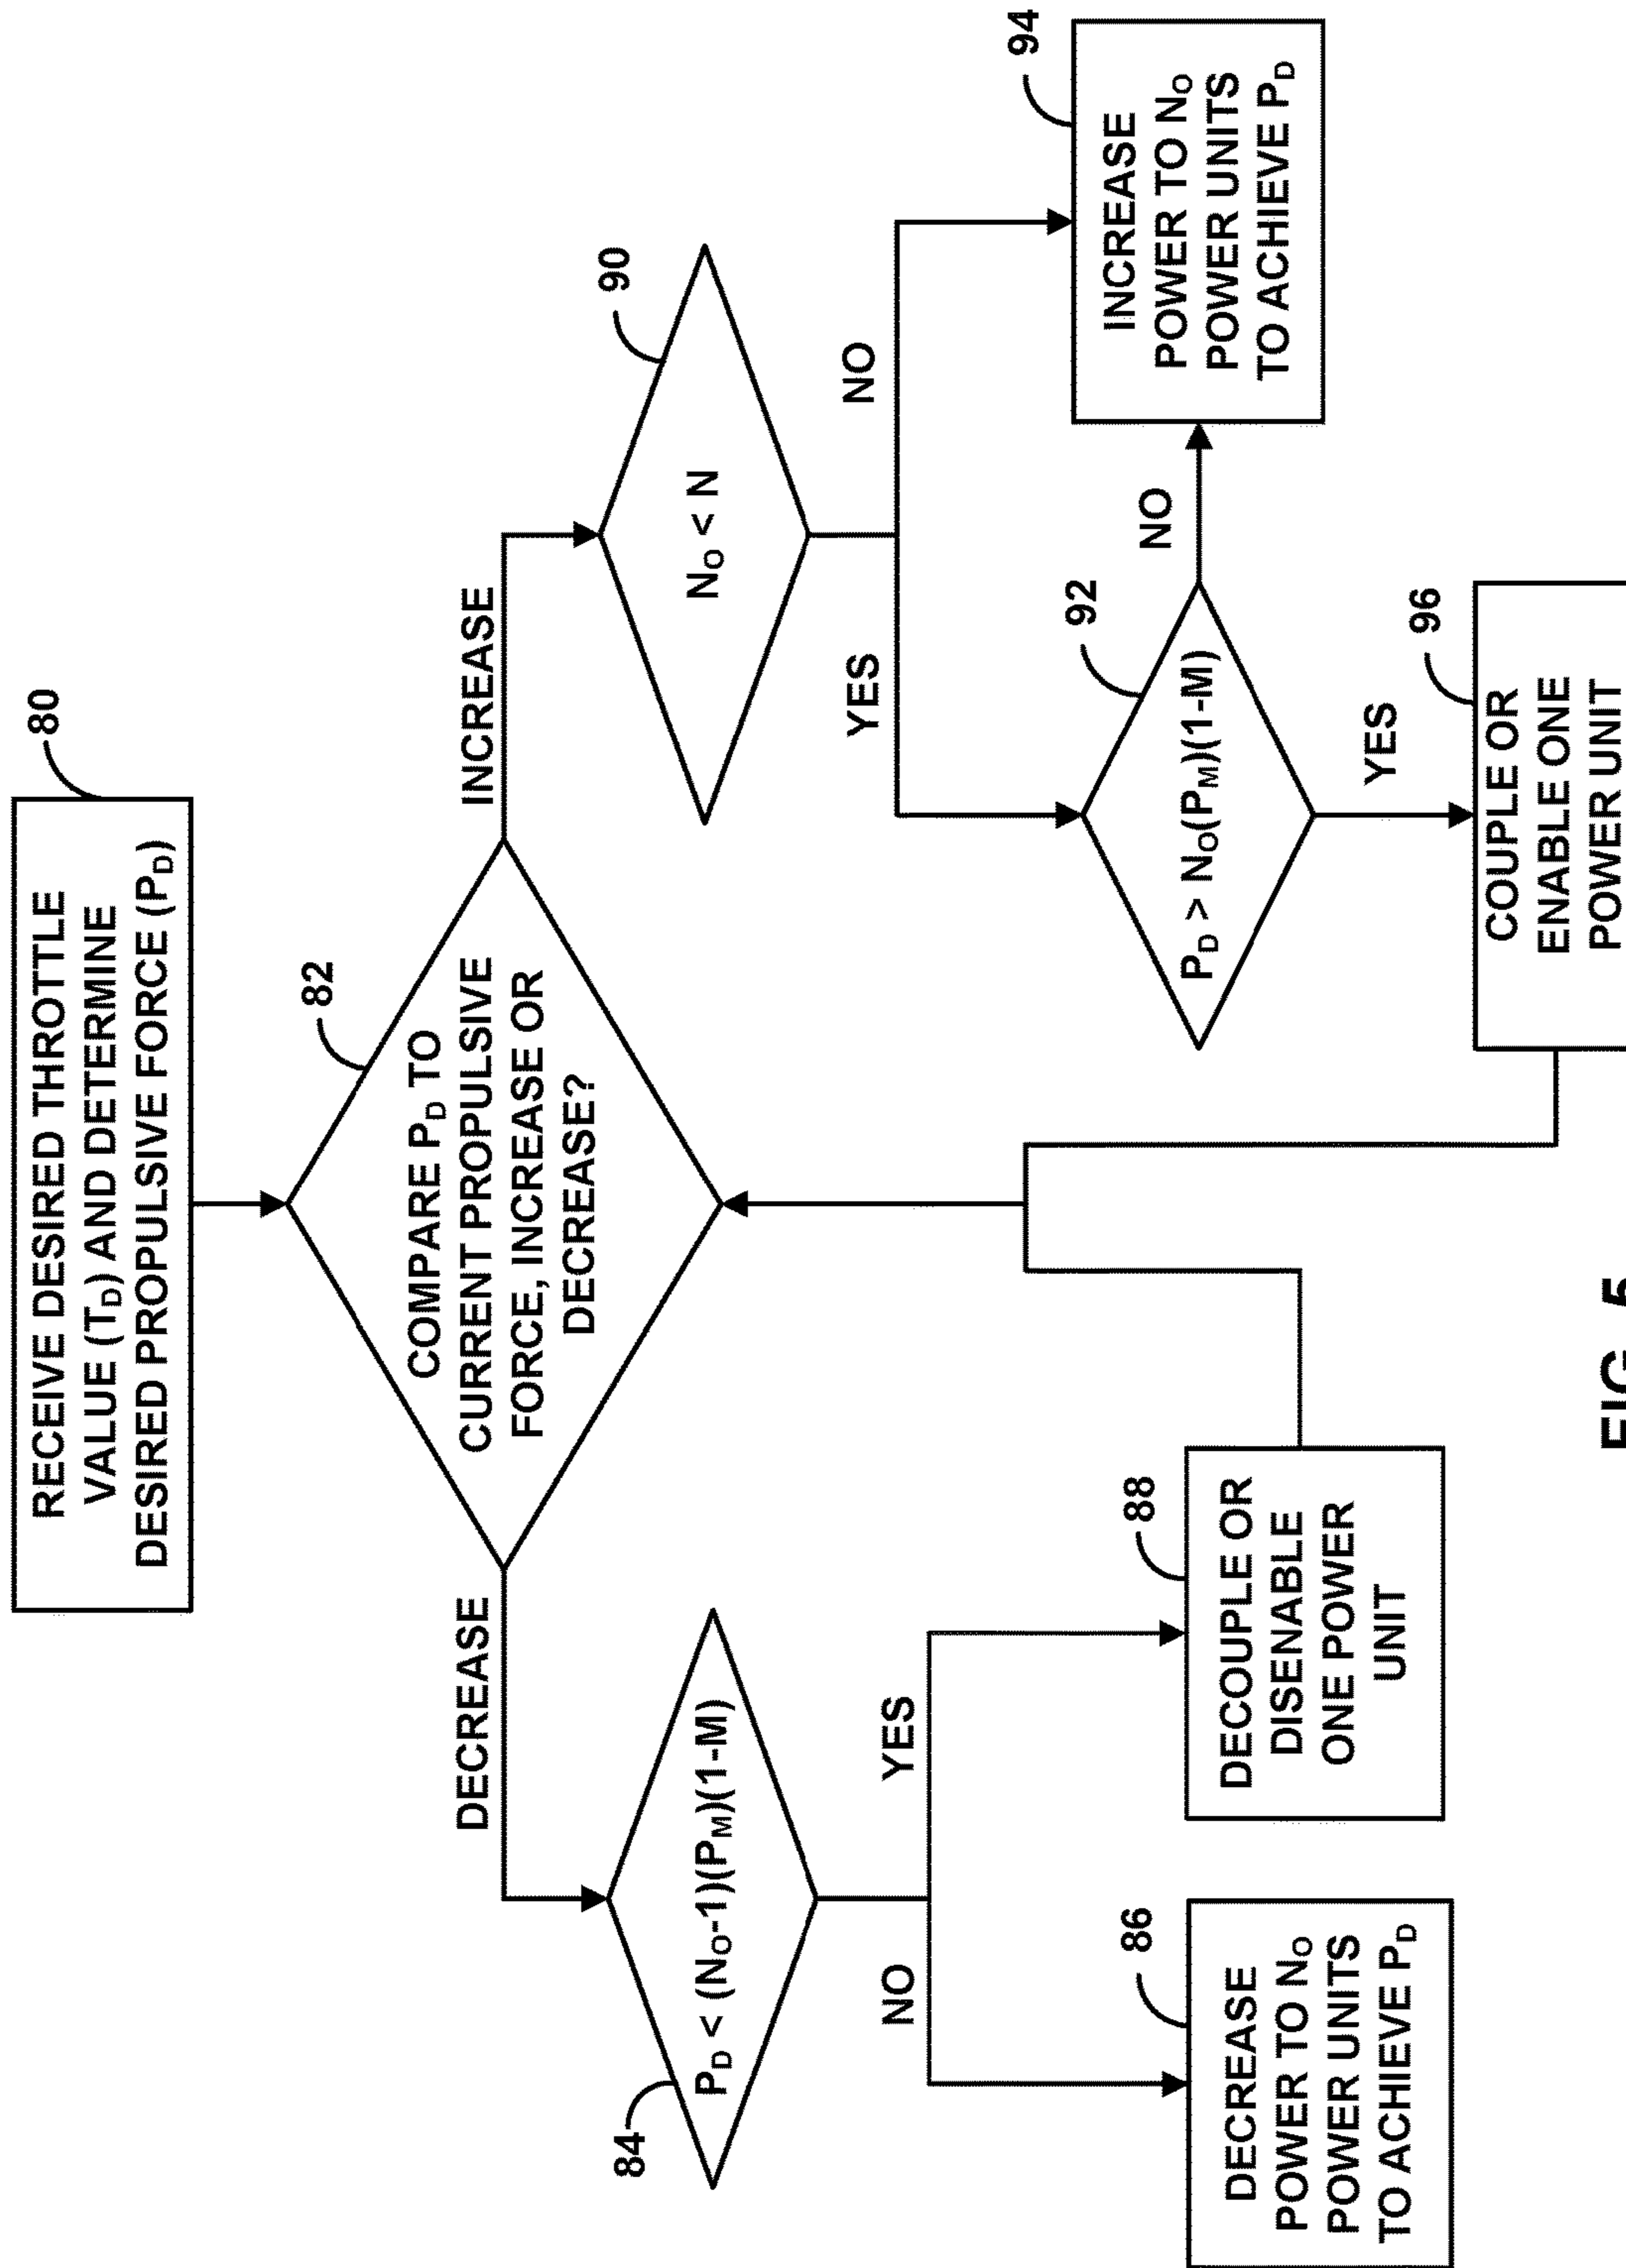 RECEIVE DESIRED THROTTLE
VALUE (T_D) AND DETERMINE
DESIRED PROPULSIVE FORCE (P_D)
80
COMPARE P_D TO
CURRENT PROPULSIVE
FORCE, INCREASE OR
DECREASE?
82
DECREASE
INCREASE
P_D < (N_O-1)(P_M)(1-M)
84
NO
YES
DECREASE
POWER TO N_O
POWER UNITS
TO ACHIEVE P_D
86
DECOUPLE OR
DISENABLE
ONE POWER
UNIT
88
N_O < N
90
YES
NO
P_D > N_O(P_M)(1-M)
92
NO
YES
INCREASE
POWER TO N_O
POWER UNITS
TO ACHIEVE P_D
94
COUPLE OR
ENABLE ONE
POWER UNIT
96
FIG. 5